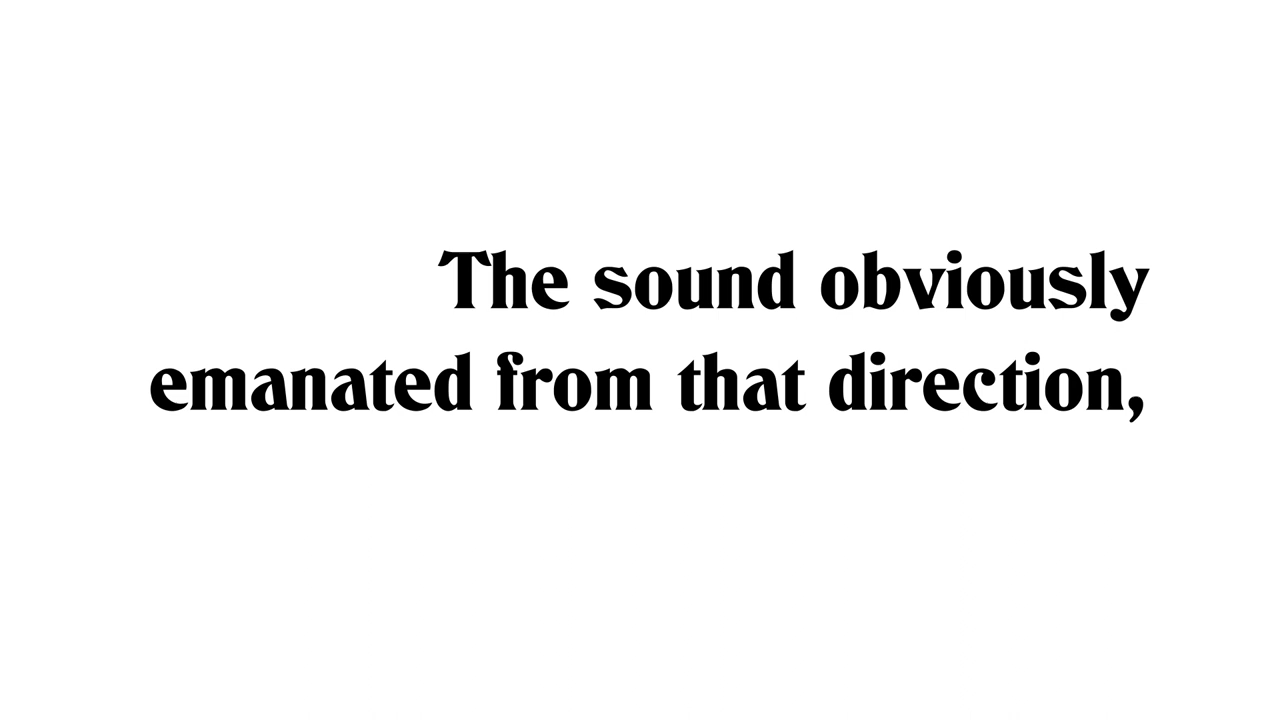 The sound obviously
emanated from that direction,